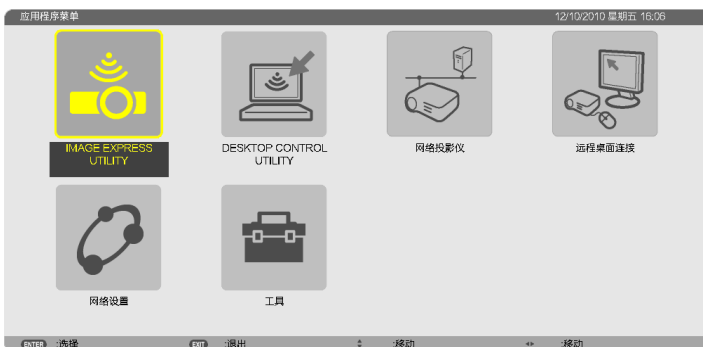 应用程序菜单 12/10/2010 星期五 16:06
IMAGE EXPRESS
UTILITY
DESKTOP CONTROL
UTILITY
网络投影仪
远程桌面连接
网络设置
工具
ENTER :选择 EXIT :退出 :移动 :移动